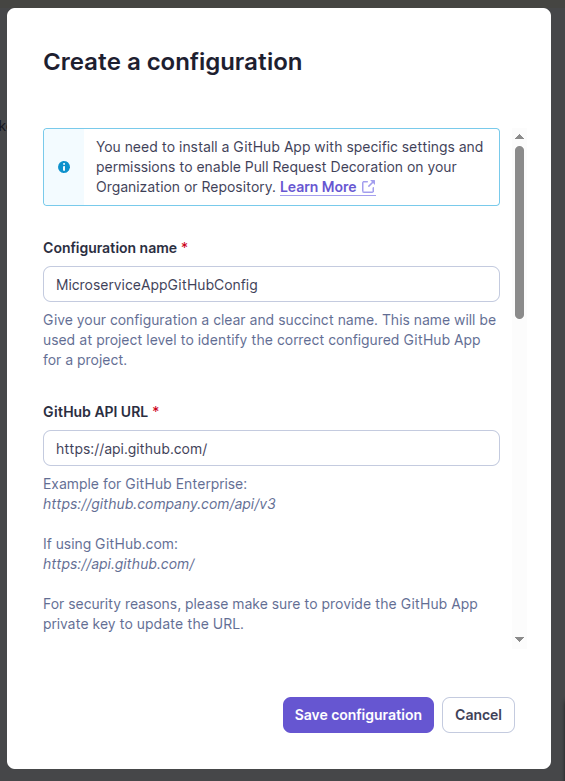 Create a configuration
You need to install a GitHub App with specific settings and
permissions to enable Pull Request Decoration on your
Organization or Repository. Learn More
Configuration name *
MicroserviceAppGitHubConfig
Give your configuration a clear and succinct name. This name will be
used at project level to identify the correct configured GitHub App
for a project.
GitHub API URL *
https://api.github.com/
Example for GitHub Enterprise:
https://github.company.com/api/v3
If using GitHub.com:
https://api.github.com/
For security reasons, please make sure to provide the GitHub App
private key to update the URL.
Save configuration Cancel